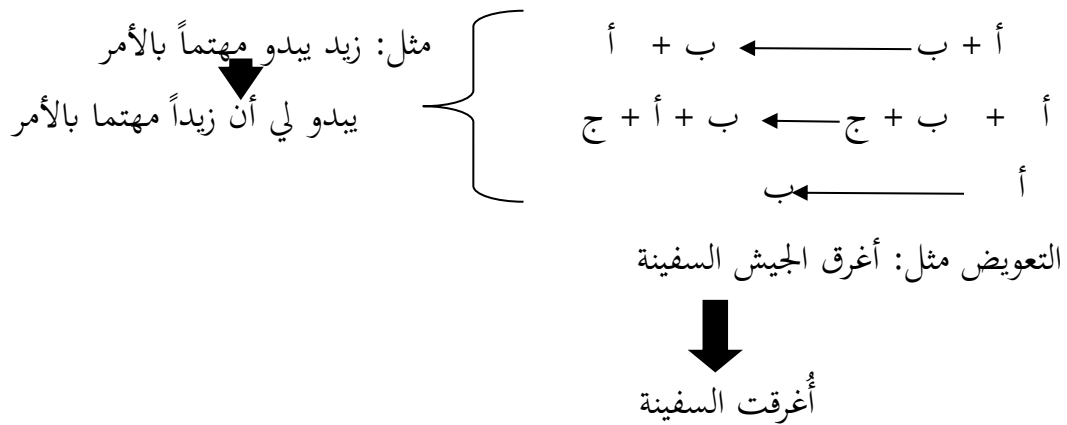 أ + ب ← ب + أ
مثل: زيد يبدو مهتماً بالأمر
أ + ب + ج ← ب + أ + ج
يبدو لي أن زيداً مهتما بالأمر
أ ← ب
التعويض مثل: أغرق الجيش السفينة
أُغرقت السفينة